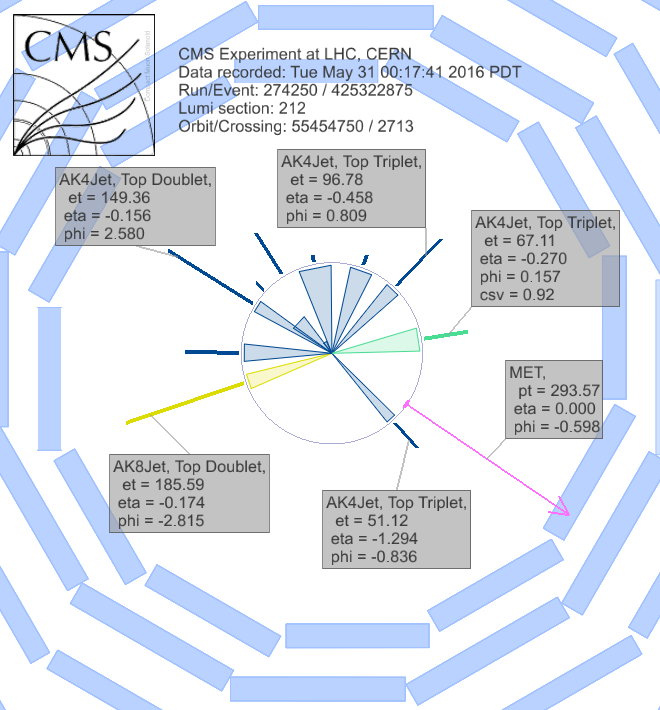 CMS
CMS Experiment at LHC, CERN
Data recorded: Tue May 31 00:17:41 2016 PDT
Run/Event: 274250 / 425322875
Lumi section: 212
Orbit/Crossing: 55454750 / 2713
AK4Jet, Top Doublet,
et = 149.36
eta = -0.156
phi = 2.580
AK4Jet, Top Triplet,
et = 96.78
eta = -0.458
phi = 0.809
AK4Jet, Top Triplet,
et = 67.11
eta = -0.270
phi = 0.157
csv = 0.92
MET,
pt = 293.57
eta = 0.000
phi = -0.598
AK8Jet, Top Doublet,
et = 185.59
eta = -0.174
phi = -2.815
AK4Jet, Top Triplet,
et = 51.12
eta = -1.294
phi = -0.836